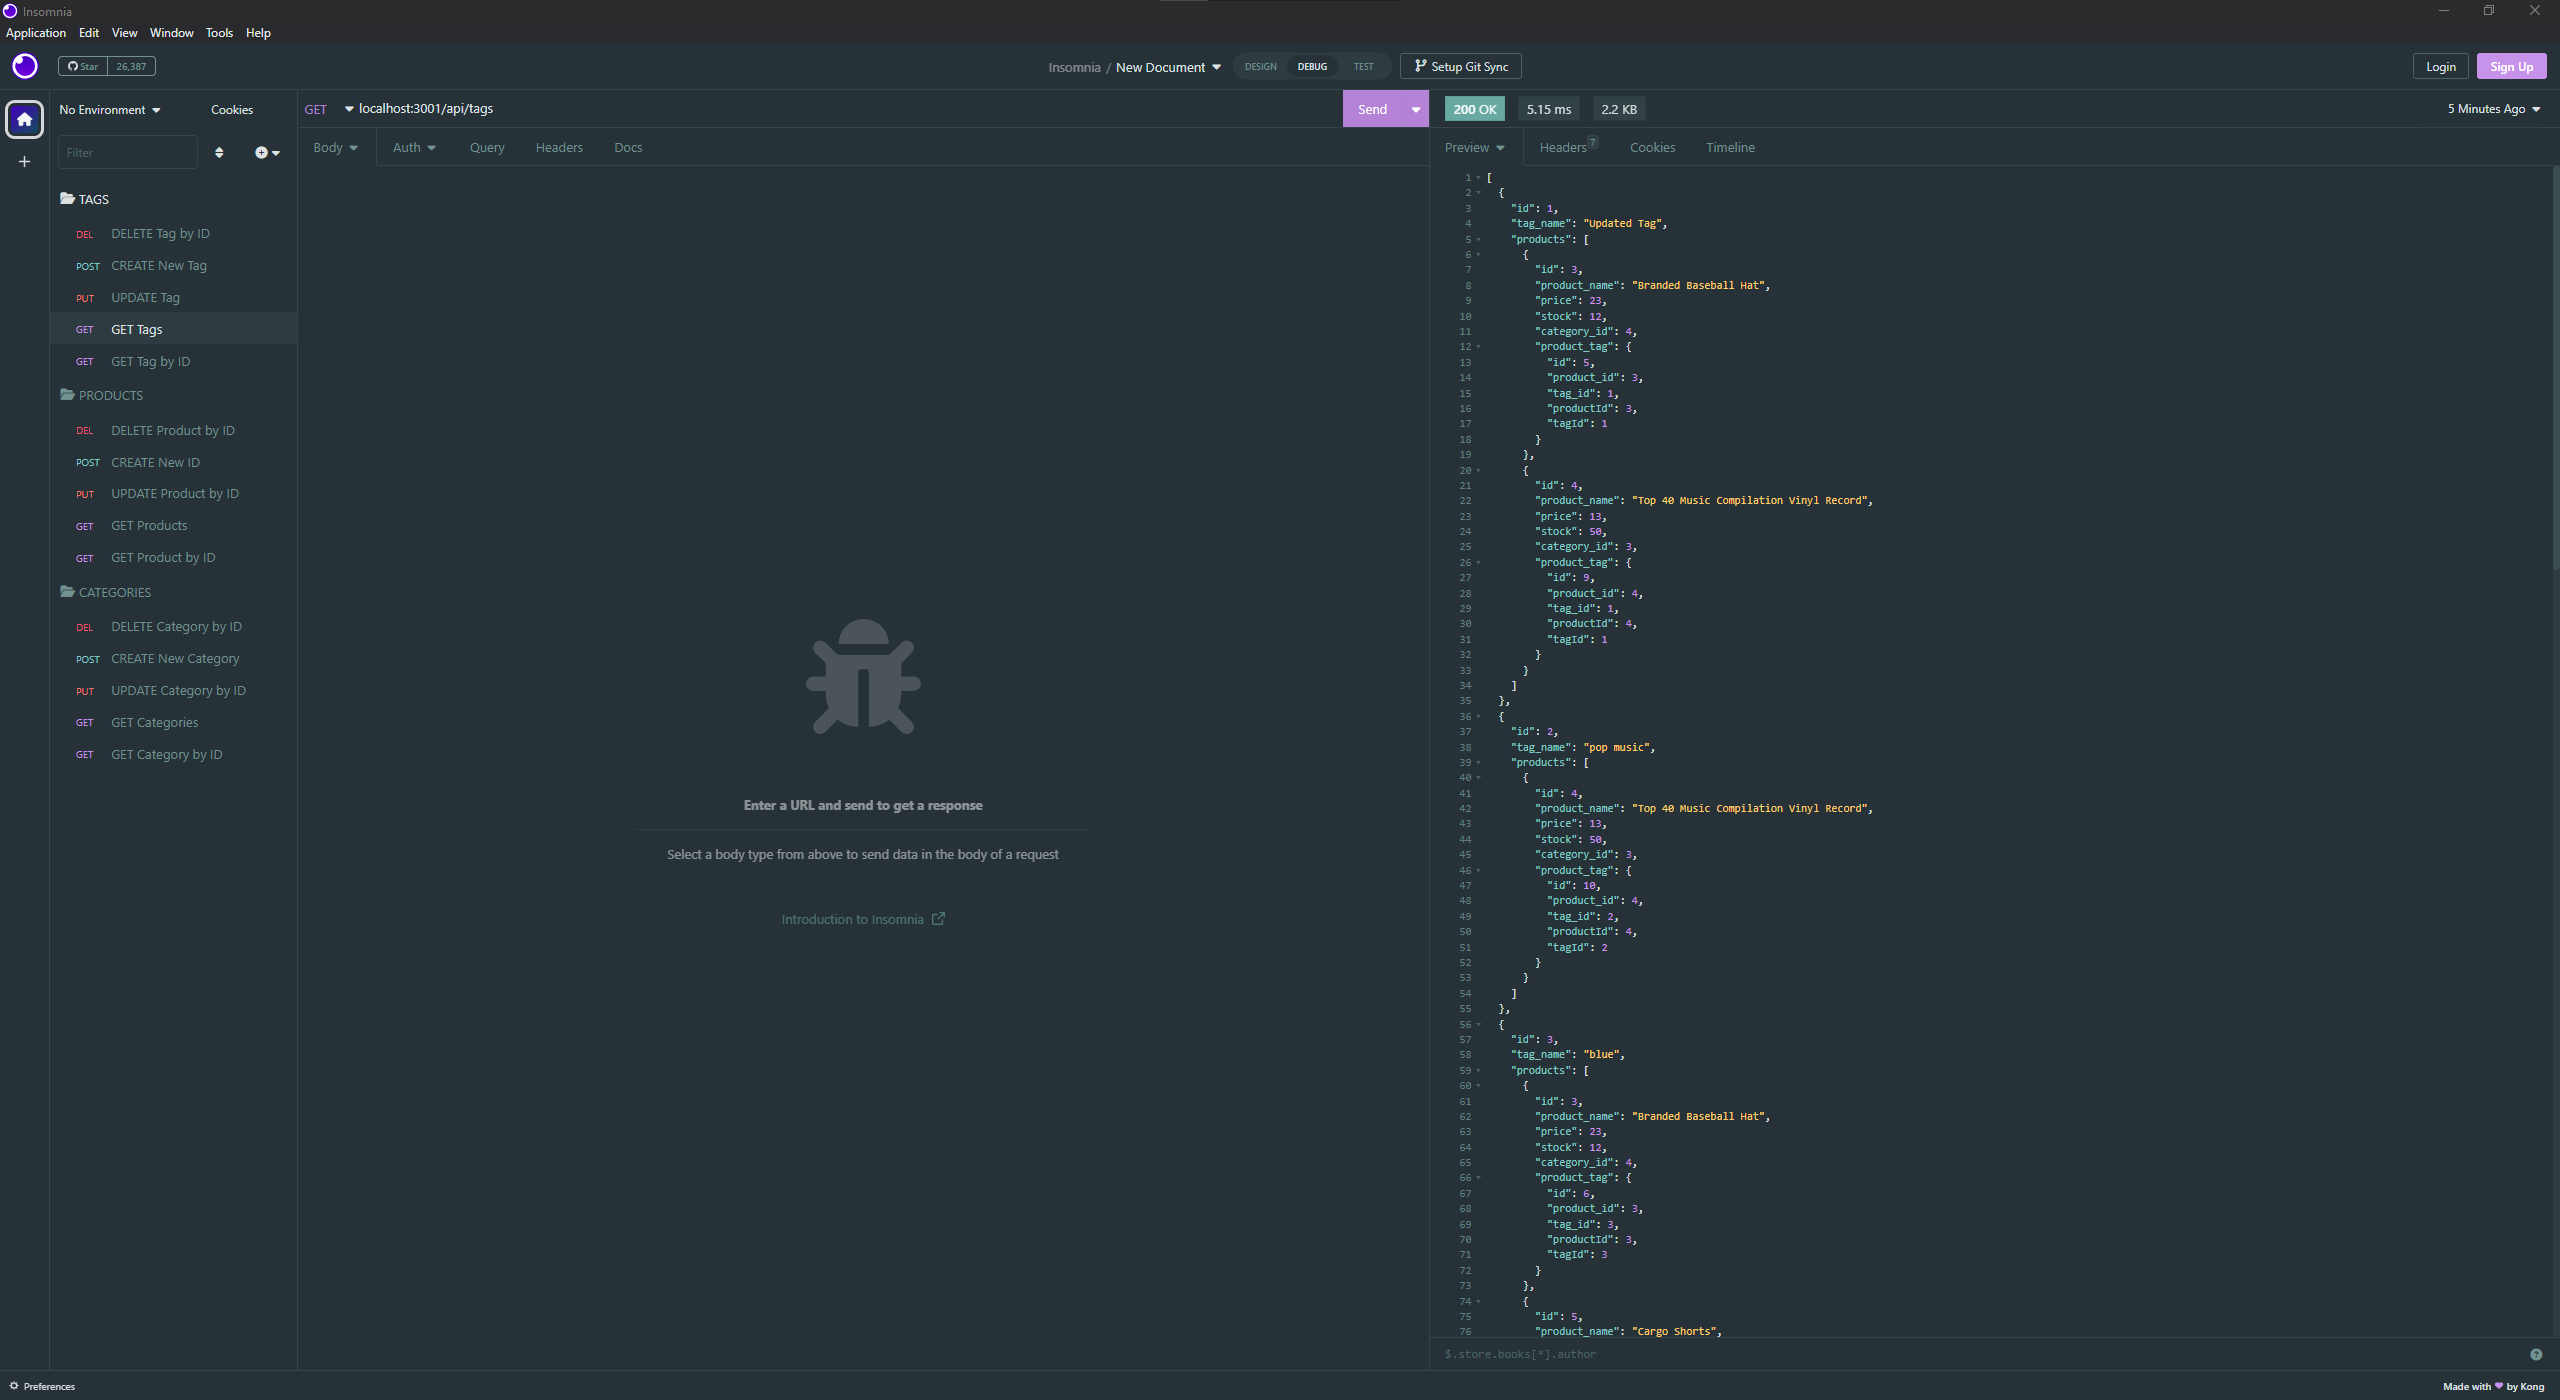 Insomnia
Application Edit View Window Tools Help
Star 26,387
Insomnia / New Document DESIGN DEBUG TEST Setup Git Sync
Login Sign Up
No Environment Cookies
Filter
TAGS
DEL DELETE Tag by ID
POST CREATE New Tag
PUT UPDATE Tag
GET GET Tags
GET GET Tag by ID
PRODUCTS
DEL DELETE Product by ID
POST CREATE New ID
PUT UPDATE Product by ID
GET GET Products
GET GET Product by ID
CATEGORIES
DEL DELETE Category by ID
POST CREATE New Category
PUT UPDATE Category by ID
GET GET Categories
GET GET Category by ID
GET localhost:3001/api/tags Send
Body Auth Query Headers Docs
Enter a URL and send to get a response
Select a body type from above to send data in the body of a request
Introduction to Insomnia
200 OK 5.15 ms 2.2 KB 5 Minutes Ago
Preview Headers 7 Cookies Timeline
1 [
2 {
3 "id": 1,
4 "tag_name": "Updated Tag",
5 "products": [
6 {
7 "id": 3,
8 "product_name": "Branded Baseball Hat",
9 "price": 23,
10 "stock": 12,
11 "category_id": 4,
12 "product_tag": {
13 "id": 5,
14 "product_id": 3,
15 "tag_id": 1,
16 "productId": 3,
17 "tagId": 1
18 }
19 },
20 {
21 "id": 4,
22 "product_name": "Top 40 Music Compilation Vinyl Record",
23 "price": 13,
24 "stock": 50,
25 "category_id": 3,
26 "product_tag": {
27 "id": 9,
28 "product_id": 4,
29 "tag_id": 1,
30 "productId": 4,
31 "tagId": 1
32 }
33 }
34 ]
35 },
36 {
37 "id": 2,
38 "tag_name": "pop music",
39 "products": [
40 {
41 "id": 4,
42 "product_name": "Top 40 Music Compilation Vinyl Record",
43 "price": 13,
44 "stock": 50,
45 "category_id": 3,
46 "product_tag": {
47 "id": 10,
48 "product_id": 4,
49 "tag_id": 2,
50 "productId": 4,
51 "tagId": 2
52 }
53 }
54 ]
55 },
56 {
57 "id": 3,
58 "tag_name": "blue",
59 "products": [
60 {
61 "id": 3,
62 "product_name": "Branded Baseball Hat",
63 "price": 23,
64 "stock": 12,
65 "category_id": 4,
66 "product_tag": {
67 "id": 6,
68 "product_id": 3,
69 "tag_id": 3,
70 "productId": 3,
71 "tagId": 3
72 }
73 },
74 {
75 "id": 5,
76 "product_name": "Cargo Shorts",
$.store.books[*].author
Preferences
Made with ♥ by Kong